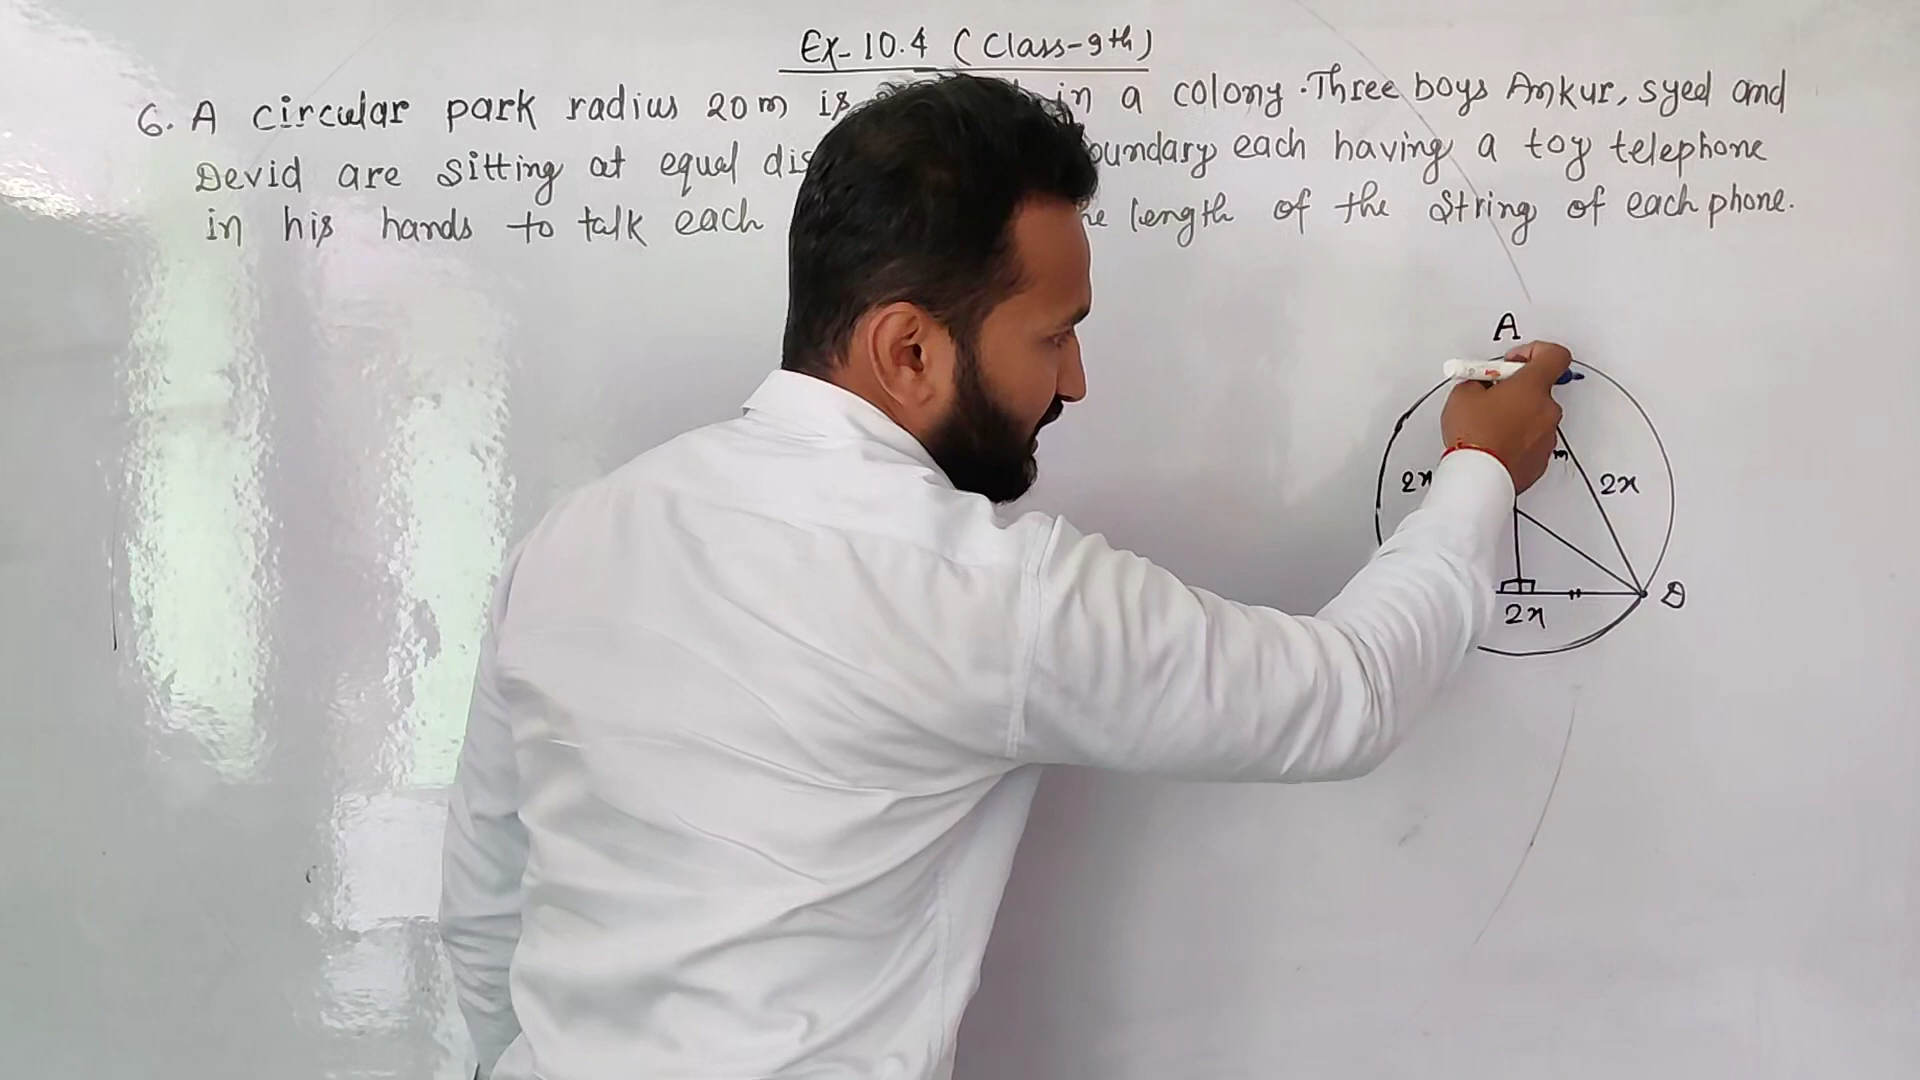 Ex-10.4 (Class-9th)
6. A circular park radius 20m is in a colony. Three boys Ankur, syed and
Devid are sitting at equal boundary each having a toy telephone
in his hands to talk each length of the String of each phone.
A
m
2x
2x
D
2x